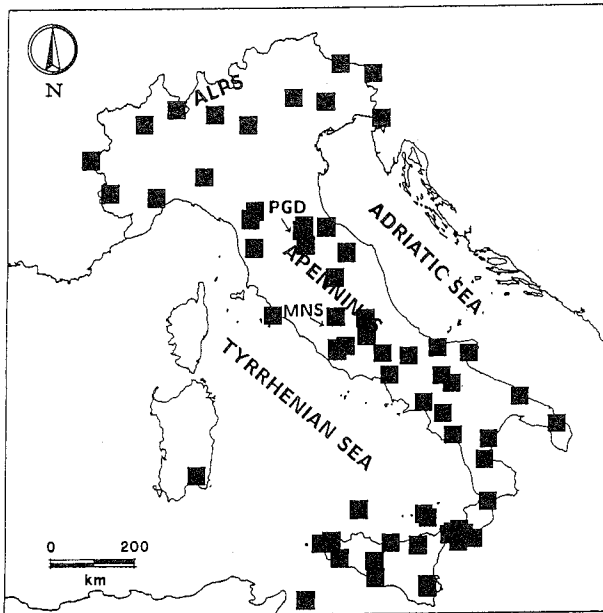 N
ALPS
PGD
ADRIATIC SEA
APENNINES
MNS
TYRRHENIAN SEA
0 200
km